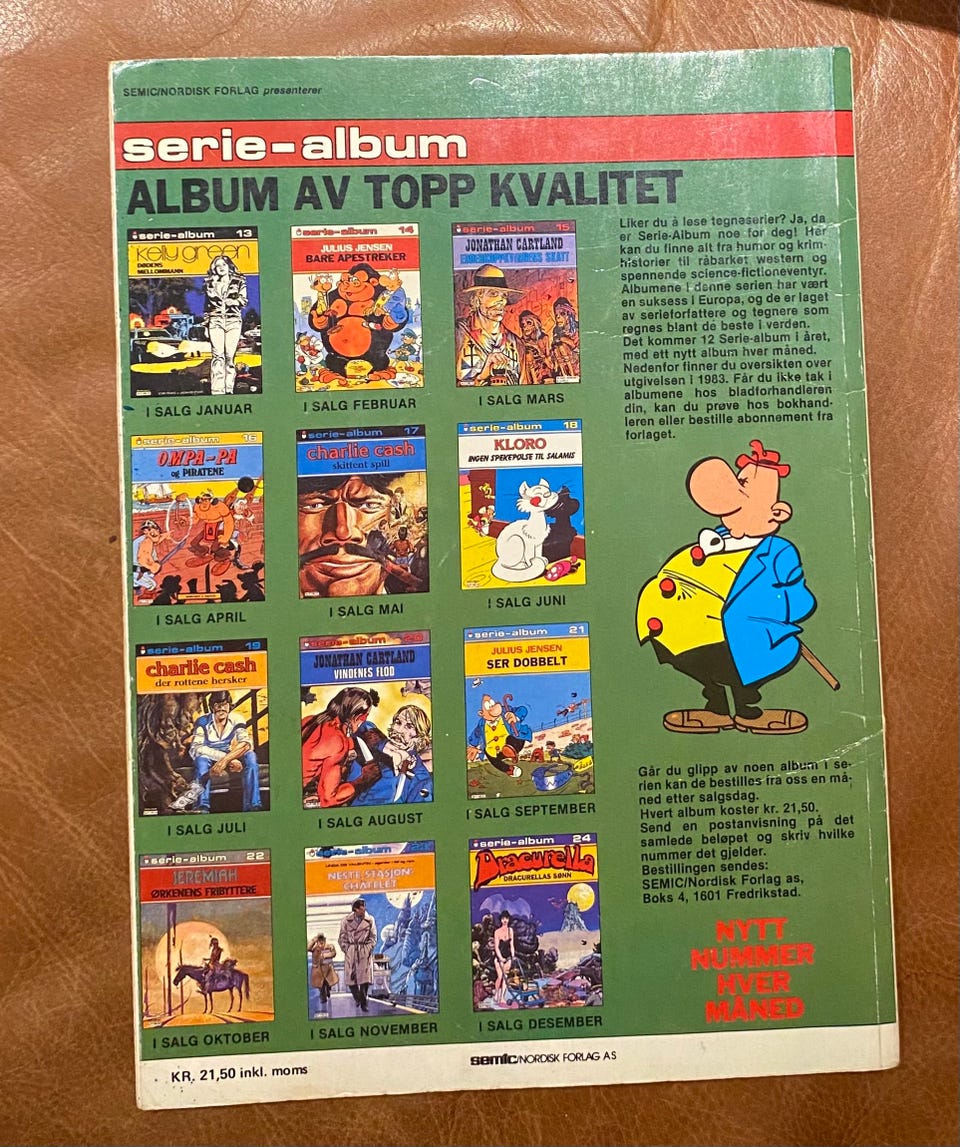 SEMIC/NORDISK FORLAG presenterer
serie-album
ALBUM AV TOPP KVALITET
Liker du å lese tegneserier? Ja, da
er Serie-Album noe for deg! Her
kan du finne alt fra humor og krim-
historier til råbarket western og
spennende science-fictioneventyr.
Albumene i denne serien har vært
en suksess i Europa, og de er laget
av serieforfattere og tegnere som
regnes blant de beste i verden.
Det kommer 12 Serie-album i året,
med ett nytt album hver måned.
Nedenfor finner du oversikten over
utgivelsen i 1983. Får du ikke tak i
albumene hos bladforhandleren
din, kan du prøve hos bokhand-
leren eller bestille abonnement fra
forlaget.
serie-album 13
kelly green
DØDENS
MELLOMMANN
I SALG JANUAR
serie-album 14
JULIUS JENSEN
BARE APESTREKER
I SALG FEBRUAR
serie-album 15
JONATHAN CARTLAND
SKATT
I SALG MARS
serie-album 16
OMPA-PA
og PIRATENE
I SALG APRIL
serie-album 17
charlie cash
skittent spill
I SALG MAI
serie-album 18
KLORO
INGEN SPEKEPØLSE TIL SALAMIS
I SALG JUNI
serie-album 19
charlie cash
der rottene hersker
I SALG JULI
serie-album 20
JONATHAN CARTLAND
VINDENES FLOD
I SALG AUGUST
serie-album 21
JULIUS JENSEN
SER DOBBELT
I SALG SEPTEMBER
serie-album 22
JEREMIAH
ØRKENENS FRIBYTTERE
I SALG OKTOBER
serie-album 23
LINDA OG VALENTIN
NESTE STASJON:
CHATELET
I SALG NOVEMBER
serie-album 24
Dracurella
DRACURELLAS SØNN
I SALG DESEMBER
Går du glipp av noen album i se-
rien kan de bestilles fra oss en må-
ned etter salgsdag.
Hvert album koster kr. 21,50.
Send en postanvisning på det
samlede beløpet og skriv hvilke
nummer det gjelder.
Bestillingen sendes:
SEMIC/Nordisk Forlag as,
Boks 4, 1601 Fredrikstad.
NYTT
NUMMER
HVER
MÅNED
KR. 21,50 inkl. moms
semic/NORDISK FORLAG AS